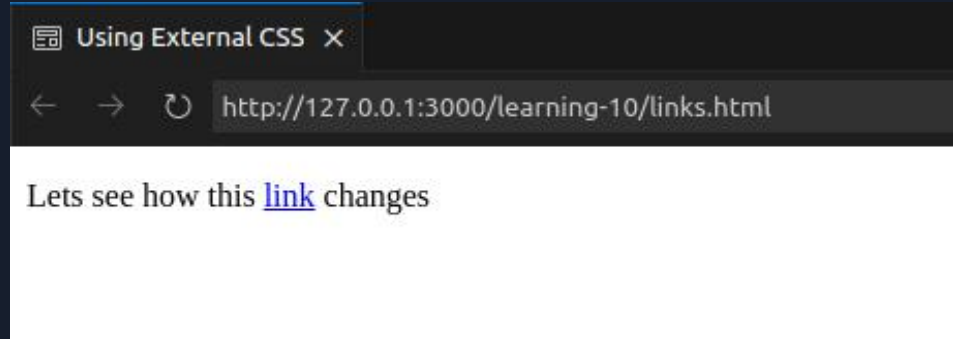 Using External CSS
http://127.0.0.1:3000/learning-10/links.html
Lets see how this link changes